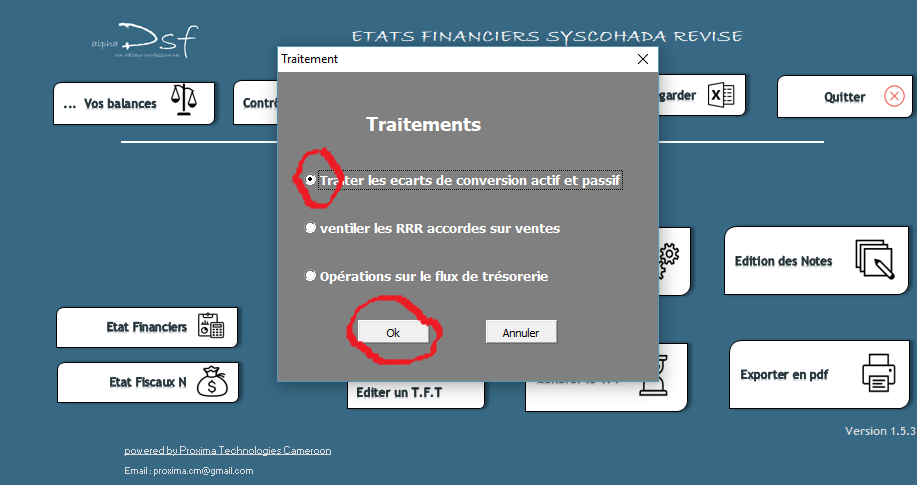 alpha Dsf
un editeur professionnel
ETATS FINANCIERS SYSCOHADA REVISE
Traitement
... Vos balances
Contrô
garder
Quitter
Traitements
Traiter les ecarts de conversion actif et passif
ventiler les RRR accordes sur ventes
Opérations sur le flux de trésorerie
Edition des Notes
Etat Financiers
Ok
Annuler
Etat Fiscaux N
Editer un T.F.T
Exporter en pdf
Version 1.5.3
powered by Proxima Technologies Cameroon
Email : proxima.cm@gmail.com